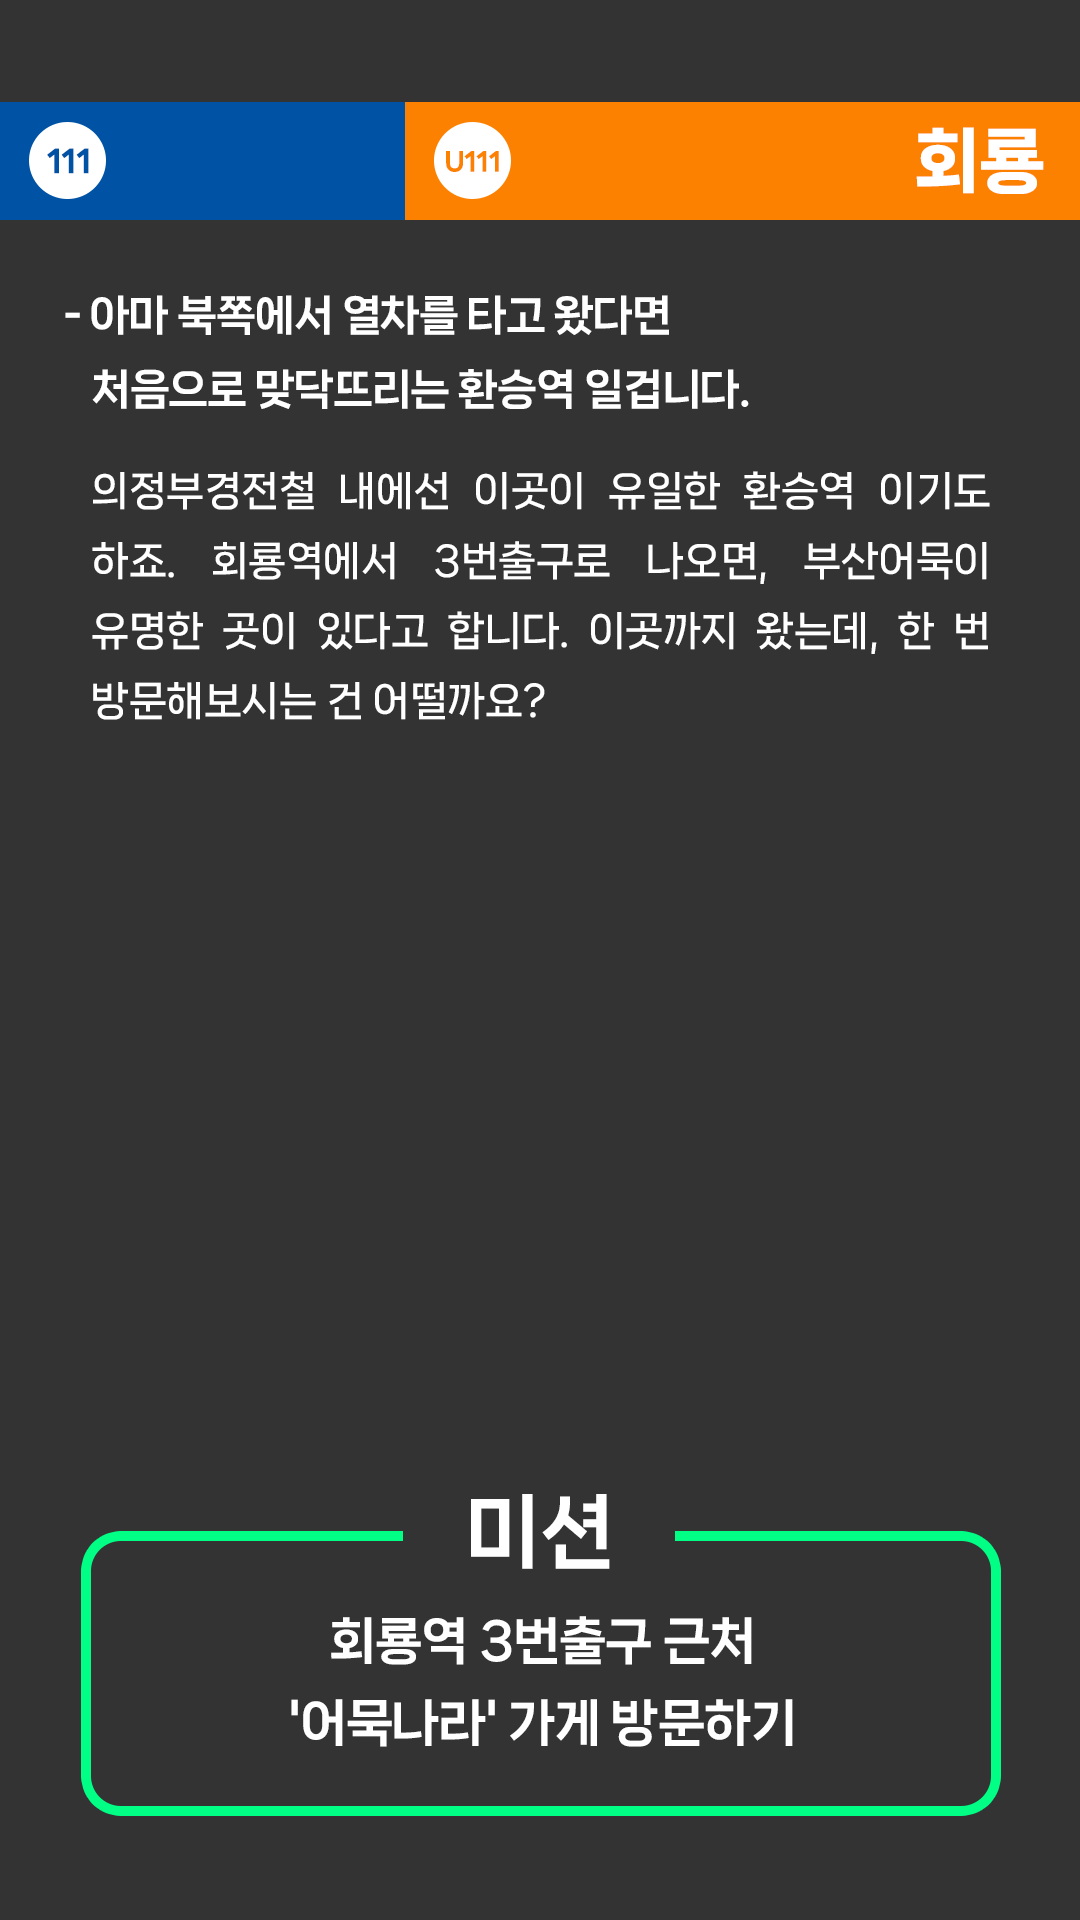 111
U111
회룡
- 아마 북쪽에서 열차를 타고 왔다면
처음으로 맞닥뜨리는 환승역 일겁니다.
의정부경전철 내에선 이곳이 유일한 환승역 이기도
하죠. 회룡역에서 3번출구로 나오면, 부산어묵이
유명한 곳이 있다고 합니다. 이곳까지 왔는데, 한 번
방문해보시는 건 어떨까요?
미션
회룡역 3번출구 근처
'어묵나라' 가게 방문하기